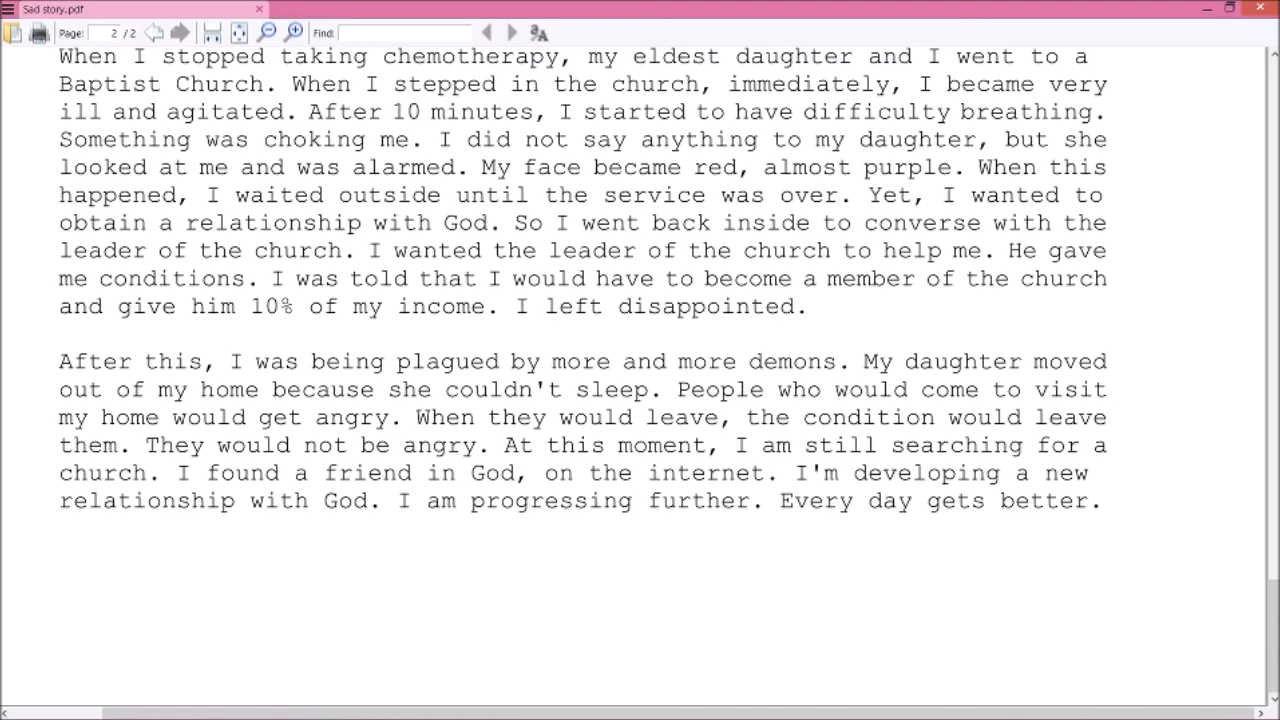 Sad story.pdf
Page: 2 / 2 Find:
When I stopped taking chemotherapy, my eldest daughter and I went to a
Baptist Church. When I stepped in the church, immediately, I became very
ill and agitated. After 10 minutes, I started to have difficulty breathing.
Something was choking me. I did not say anything to my daughter, but she
looked at me and was alarmed. My face became red, almost purple. When this
happened, I waited outside until the service was over. Yet, I wanted to
obtain a relationship with God. So I went back inside to converse with the
leader of the church. I wanted the leader of the church to help me. He gave
me conditions. I was told that I would have to become a member of the church
and give him 10% of my income. I left disappointed.
After this, I was being plagued by more and more demons. My daughter moved
out of my home because she couldn't sleep. People who would come to visit
my home would get angry. When they would leave, the condition would leave
them. They would not be angry. At this moment, I am still searching for a
church. I found a friend in God, on the internet. I'm developing a new
relationship with God. I am progressing further. Every day gets better.